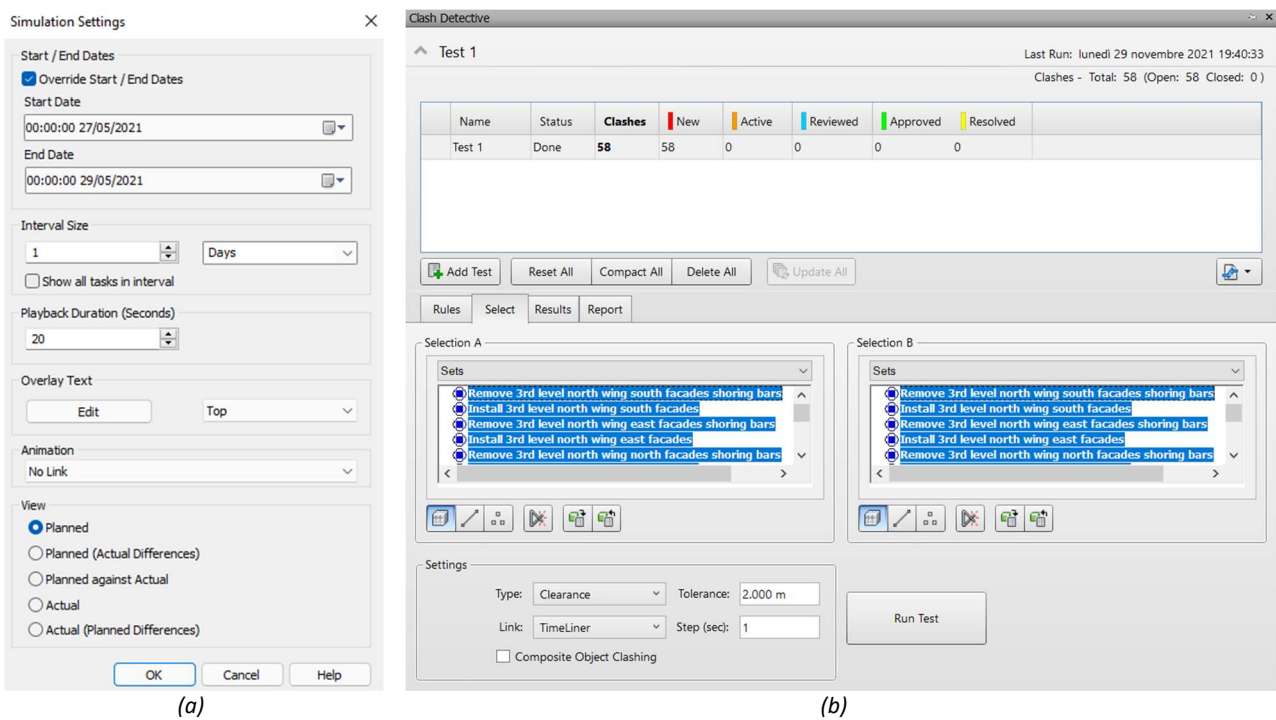 Simulation Settings
Start / End Dates
Override Start / End Dates
Start Date
00:00:00 27/05/2021
End Date
00:00:00 29/05/2021
Interval Size
1 Days
Show all tasks in interval
Playback Duration (Seconds)
20
Overlay Text
Edit Top
Animation
No Link
View
Planned
Planned (Actual Differences)
Planned against Actual
Actual
Actual (Planned Differences)
OK Cancel Help
(a)
Clash Detective
Test 1
Last Run: lunedì 29 novembre 2021 19:40:33
Clashes - Total: 58 (Open: 58 Closed: 0 )
Name Status Clashes New Active Reviewed Approved Resolved
Test 1 Done 58 58 0 0 0 0
Add Test Reset All Compact All Delete All Update All
Rules Select Results Report
Selection A
Sets
Remove 3rd level north wing south facades shoring bars
Install 3rd level north wing south facades
Remove 3rd level north wing east facades shoring bars
Install 3rd level north wing east facades
Remove 3rd level north wing north facades shoring bars
Selection B
Sets
Remove 3rd level north wing south facades shoring bars
Install 3rd level north wing south facades
Remove 3rd level north wing east facades shoring bars
Install 3rd level north wing east facades
Remove 3rd level north wing north facades shoring bars
Settings
Type: Clearance Tolerance: 2.000 m
Link: TimeLiner Step (sec): 1
Composite Object Clashing
Run Test
(b)